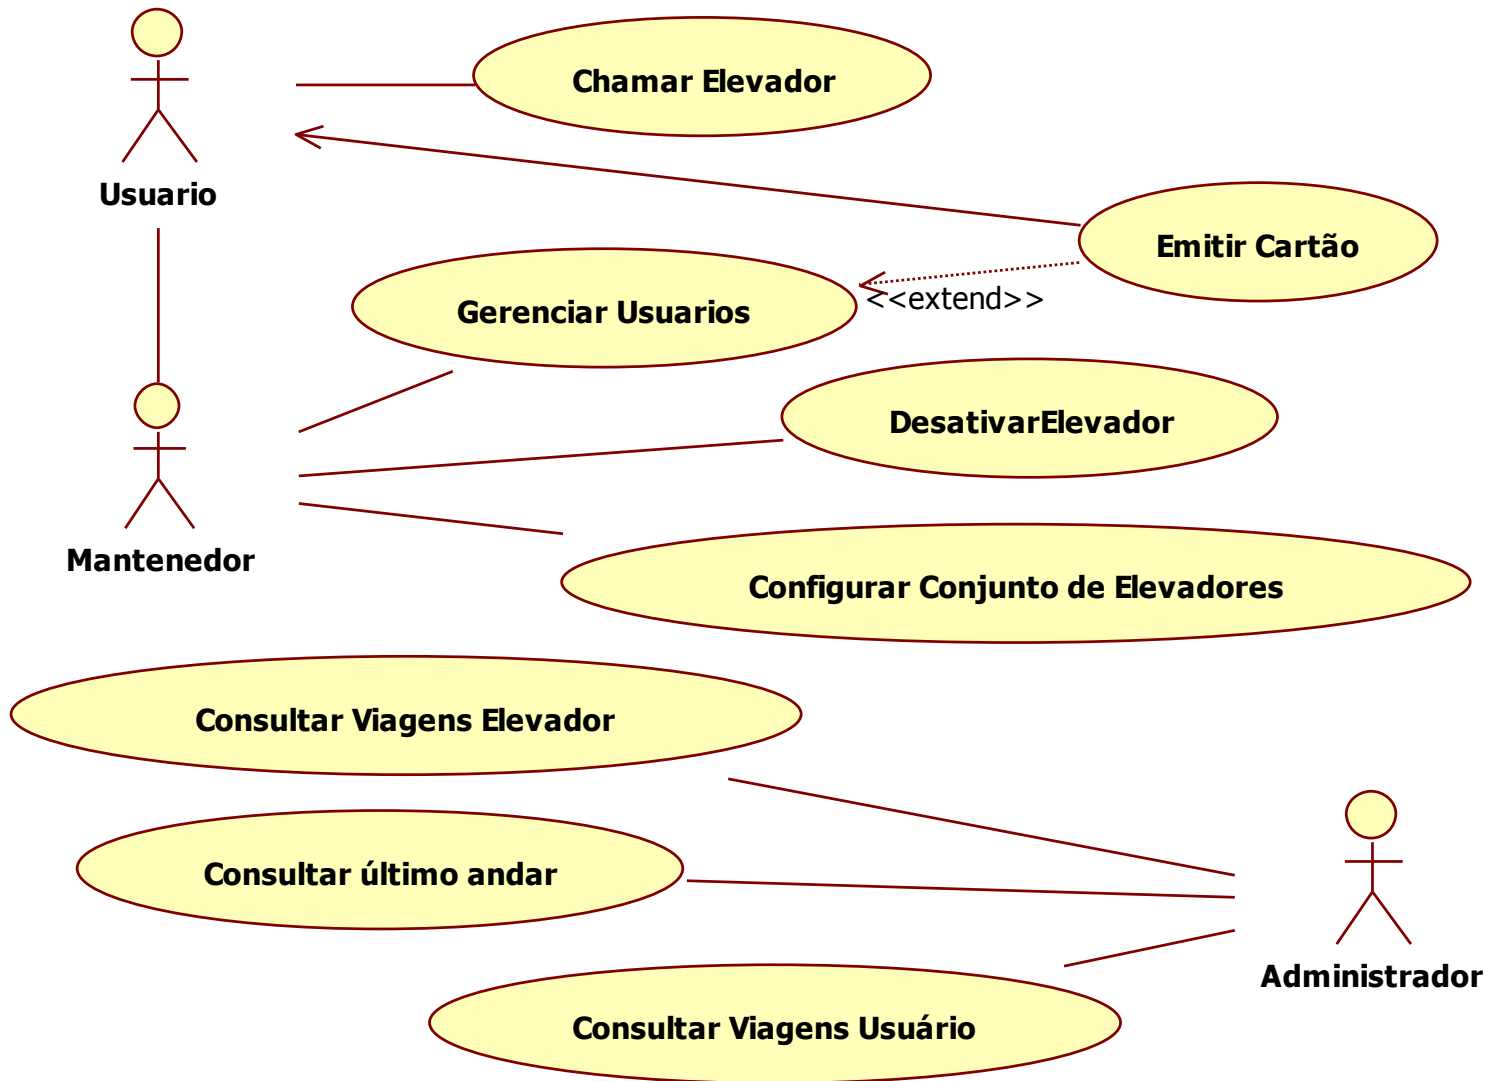 Chamar Elevador
Usuario
Emitir Cartão
Gerenciar Usuarios
<<extend>>
DesativarElevador
Mantenedor
Configurar Conjunto de Elevadores
Consultar Viagens Elevador
Consultar último andar
Administrador
Consultar Viagens Usuário